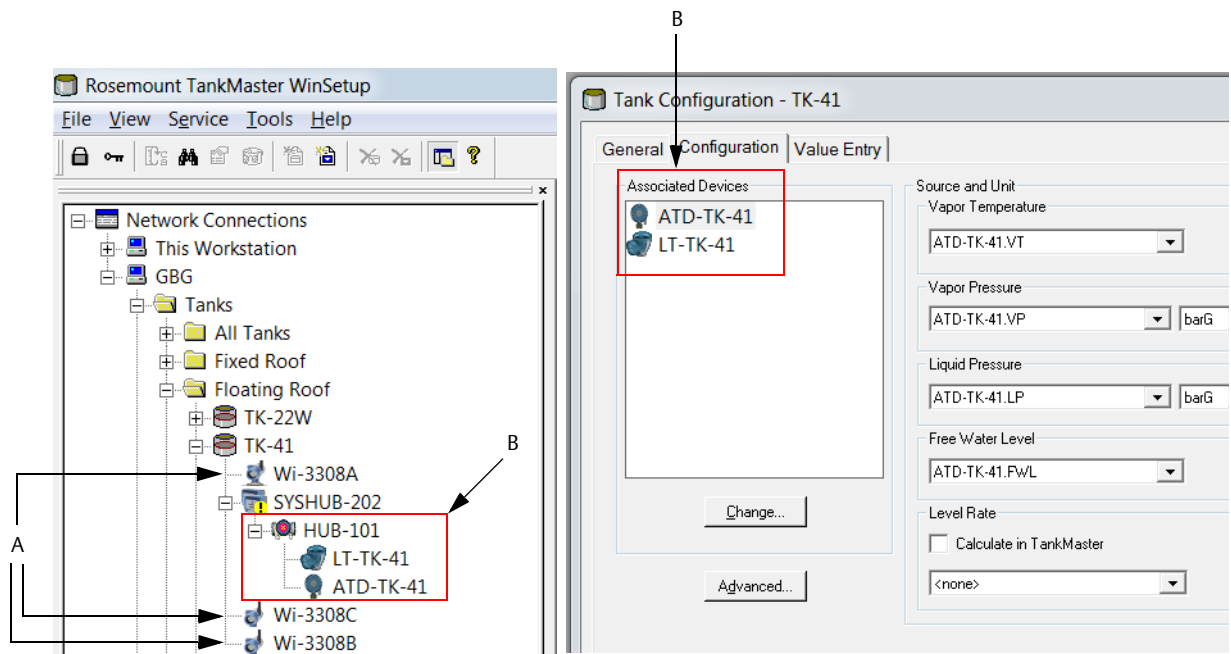 B
Rosemount TankMaster WinSetup
File View Service Tools Help
Network Connections
This Workstation
GBG
Tanks
All Tanks
Fixed Roof
Floating Roof
TK-22W
TK-41
Wi-3308A
SYSHUB-202
HUB-101
LT-TK-41
ATD-TK-41
Wi-3308C
Wi-3308B
A
B
Tank Configuration - TK-41
General Configuration Value Entry
Associated Devices
ATD-TK-41
LT-TK-41
Change...
Advanced...
Source and Unit
Vapor Temperature
ATD-TK-41.VT
Vapor Pressure
ATD-TK-41.VP barG
Liquid Pressure
ATD-TK-41.LP barG
Free Water Level
ATD-TK-41.FWL
Level Rate
Calculate in TankMaster
<none>